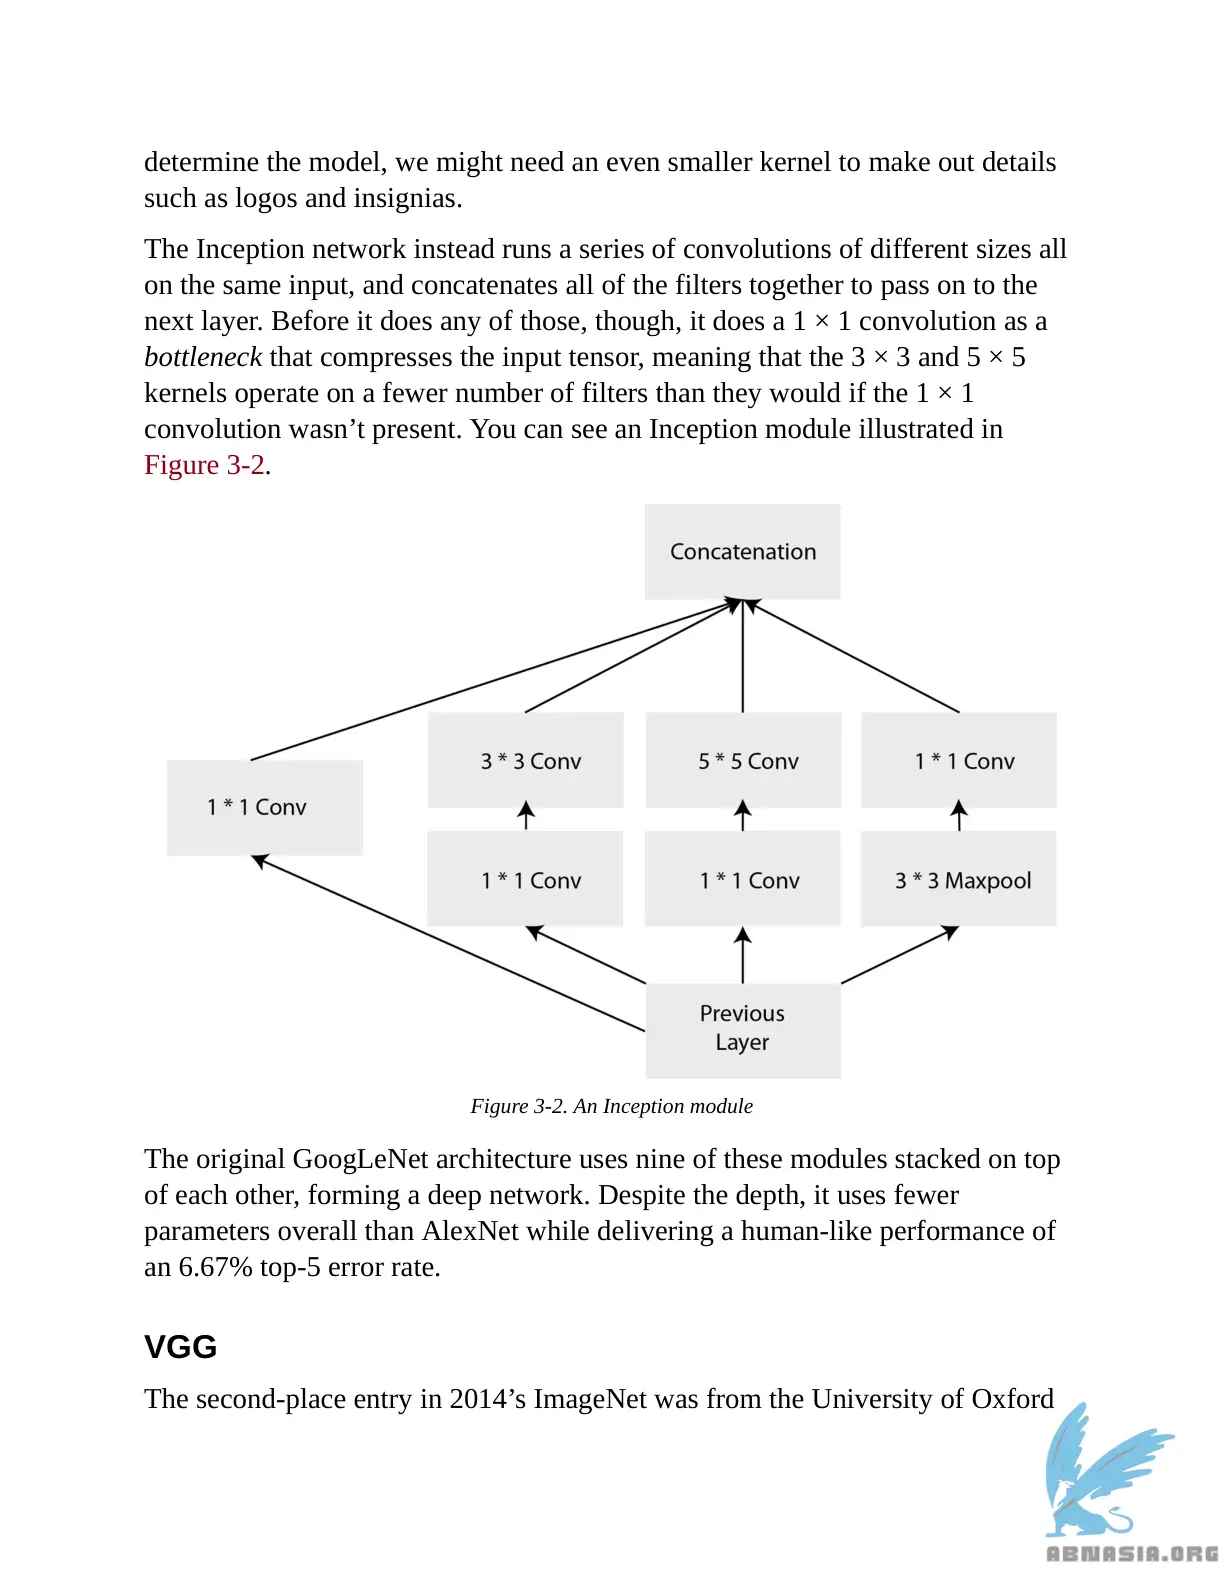 determine the model, we might need an even smaller kernel to make out details
such as logos and insignias.
The Inception network instead runs a series of convolutions of different sizes all
on the same input, and concatenates all of the filters together to pass on to the
next layer. Before it does any of those, though, it does a 1 × 1 convolution as a
bottleneck that compresses the input tensor, meaning that the 3 × 3 and 5 × 5
kernels operate on a fewer number of filters than they would if the 1 × 1
convolution wasn’t present. You can see an Inception module illustrated in
Figure 3-2.
Concatenation
3 * 3 Conv
5 * 5 Conv
1 * 1 Conv
1 * 1 Conv
1 * 1 Conv
1 * 1 Conv
3 * 3 Maxpool
Previous
Layer
Figure 3-2. An Inception module
The original GoogLeNet architecture uses nine of these modules stacked on top
of each other, forming a deep network. Despite the depth, it uses fewer
parameters overall than AlexNet while delivering a human-like performance of
an 6.67% top-5 error rate.
VGG
The second-place entry in 2014’s ImageNet was from the University of Oxford
ABNASIA.ORG